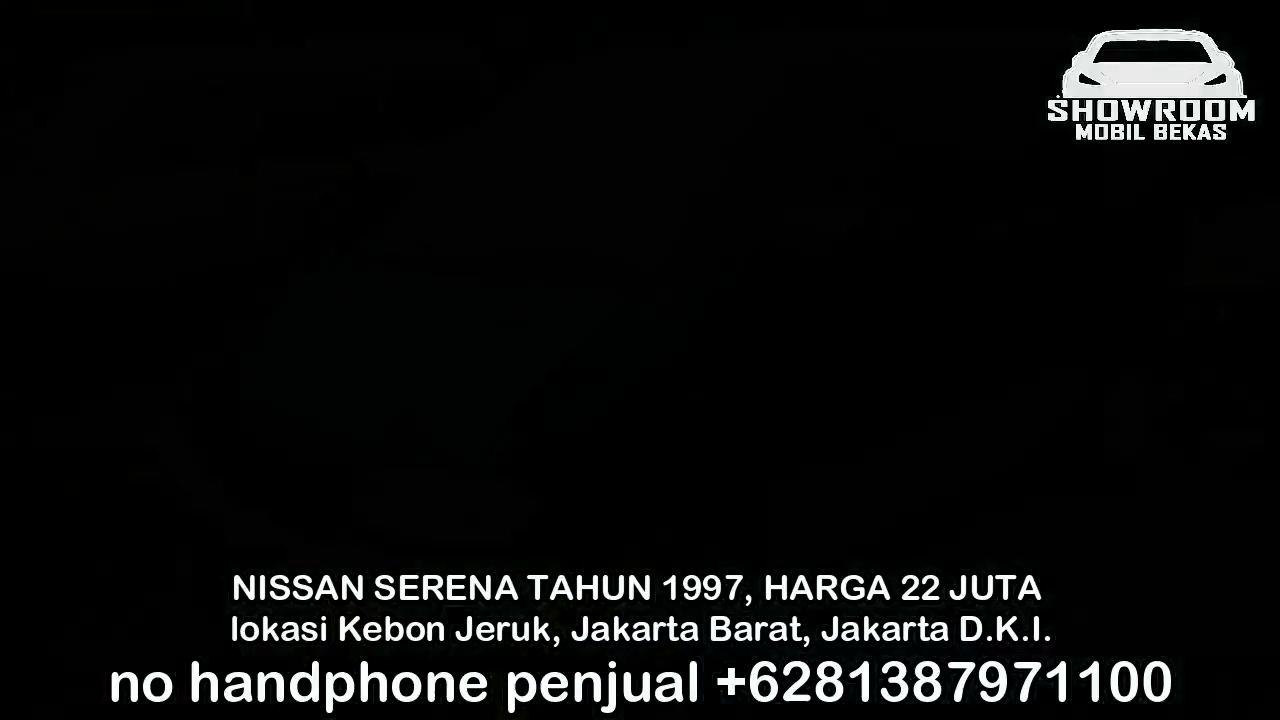 SHOWROOM
MOBIL BEKAS
NISSAN SERENA TAHUN 1997, HARGA 22 JUTA
lokasi Kebon Jeruk, Jakarta Barat, Jakarta D.K.I.
no handphone penjual +6281387971100